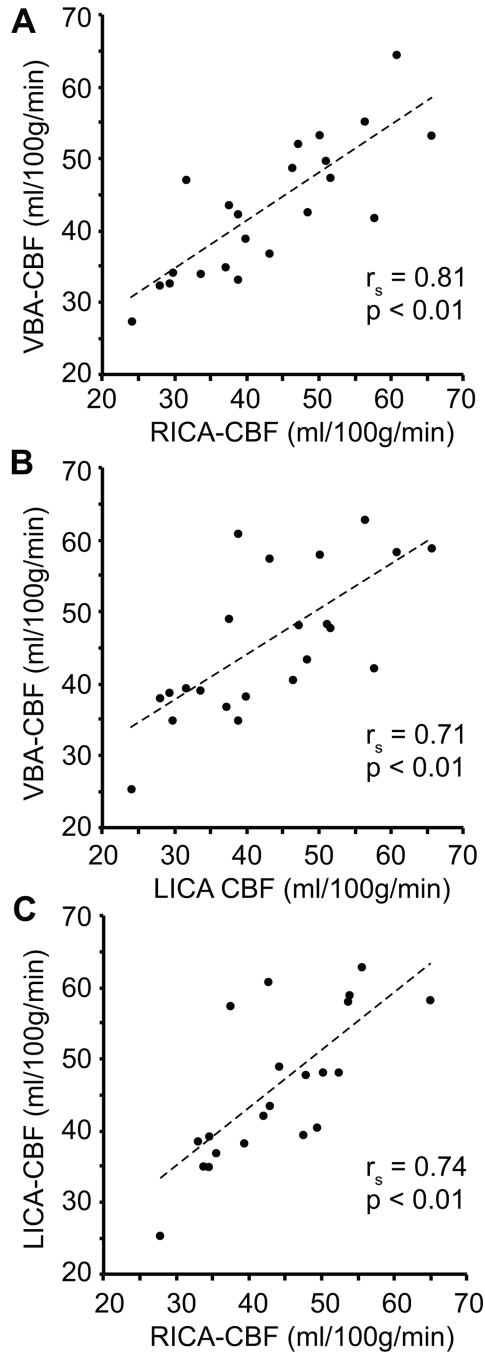 A
70
60
50
40
30
20
VBA-CBF (ml/100g/min)
r_s = 0.81
p < 0.01
20 30 40 50 60 70
RICA-CBF (ml/100g/min)
B
70
60
50
40
30
20
VBA-CBF (ml/100g/min)
r_s = 0.71
p < 0.01
20 30 40 50 60 70
LICA CBF (ml/100g/min)
C
70
60
50
40
30
20
LICA-CBF (ml/100g/min)
r_s = 0.74
p < 0.01
20 30 40 50 60 70
RICA-CBF (ml/100g/min)